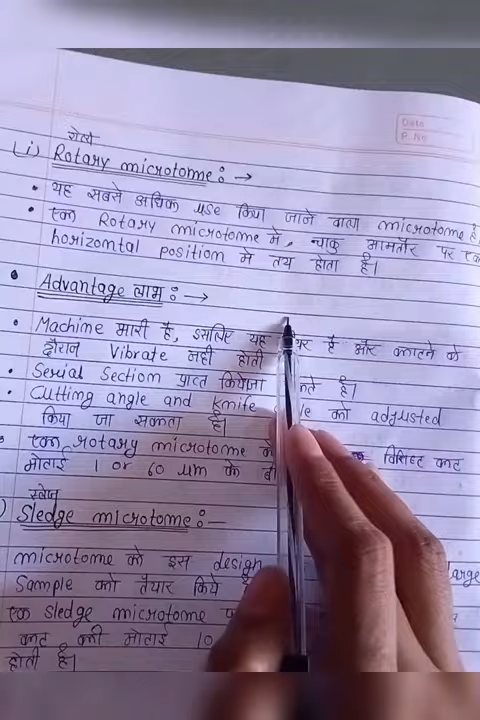 Date
P. No
रोटरी
(i) Rotary microtome : →
• यह सबसे अधिक use किया जाने वाला microtome है
• एक Rotary microtome में, चाकु आमतौर पर एक
horizontal position में तय होता है।
• Advantage लाभ : →
• Machine भारी है, इसलिए यह है और काटने के
दौरान Vibrate नही होती
• Serial Section प्राप्त किये जा है।
• Cutting angle and Knife को adjusted
किया जा सकता है।
• एक rotary microtome विशिष्ट कट
मोटाई 1 or 60 µm के
स्लेज
) Sledge microtome :-
microtome को इस design large
Sample को तैयार किये
एक sledge microtome
कट की मोटाई 10
होती है।